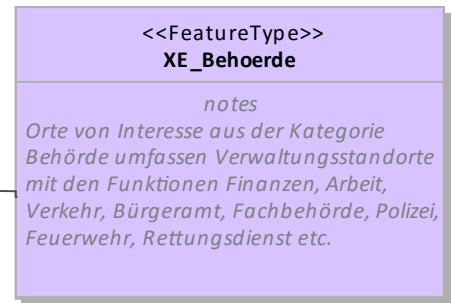 <<FeatureType>>
XE_Behoerde
notes
Orte von Interesse aus der Kategorie
Behörde umfassen Verwaltungsstandorte
mit den Funktionen Finanzen, Arbeit,
Verkehr, Bürgeramt, Fachbehörde, Polizei,
Feuerwehr, Rettungsdienst etc.